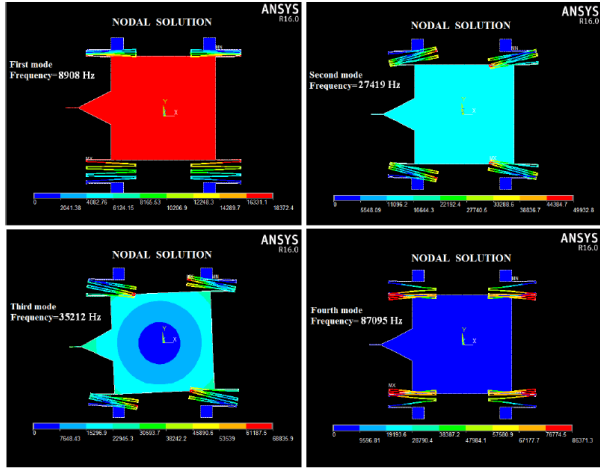 ANSYS
R16.0
NODAL SOLUTION
First mode
Frequency=8908 Hz
Y
X
MX
0 4082.76 8165.53 12248.3 16331.1
2041.38 6124.15 10206.9 14289.7 18372.4
ANSYS
R16.0
NODAL SOLUTION
Second mode
Frequency=27419 Hz
Y
X
0 11096.2 22192.4 33288.6 44384.7
5548.09 16644.3 27740.6 38836.7 49932.8
ANSYS
R16.0
NODAL SOLUTION
Third mode
Frequency=35212 Hz
Y
X
0 15296.9 30593.7 45890.6 61187.5
7648.43 22945.3 38242.2 53539 68835.9
ANSYS
R16.0
NODAL SOLUTION
Fourth mode
Frequency= 87095 Hz
Y
X
MX
0 19193.6 38387.2 57580.9 76774.5
9596.81 28790.4 47984.1 67177.7 86371.3